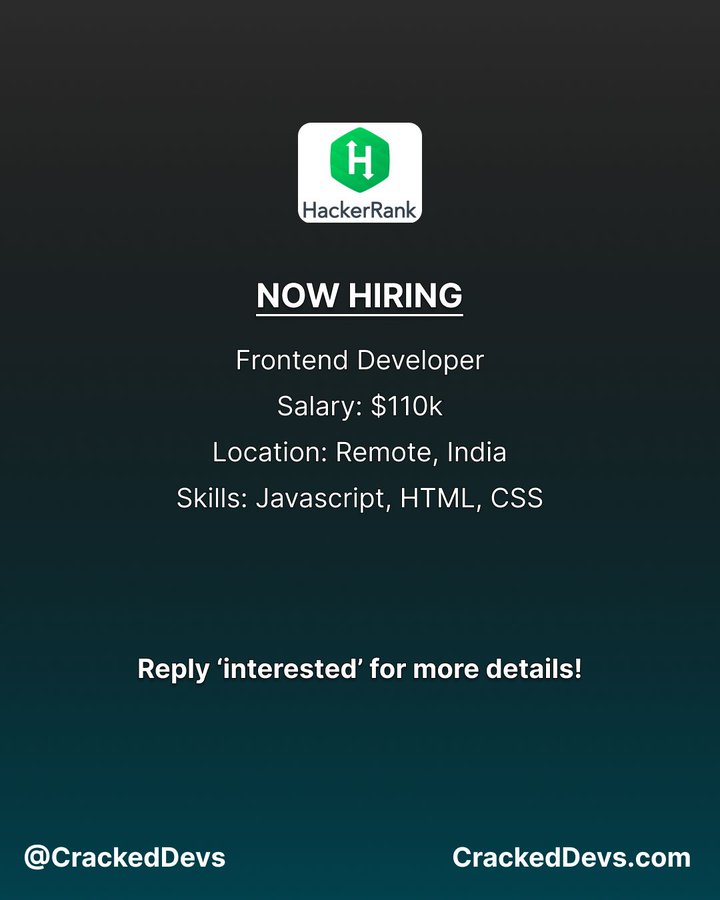 HackerRank
NOW HIRING
Frontend Developer
Salary: $110k
Location: Remote, India
Skills: Javascript, HTML, CSS
Reply ‘interested’ for more details!
@CrackedDevs
CrackedDevs.com